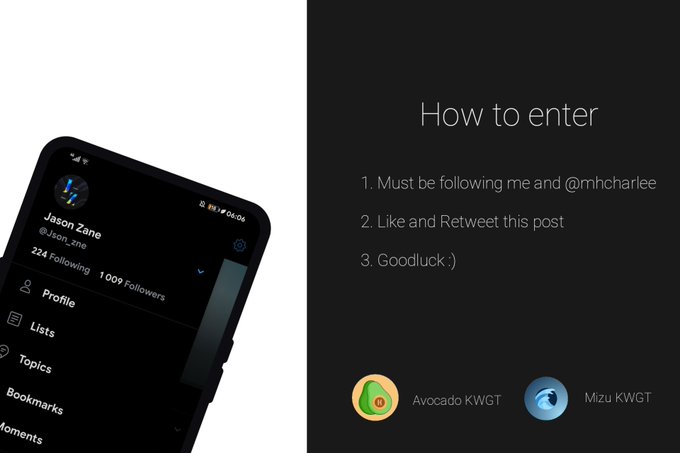 06:06
Jason Zane
@Json_zne
224 Following 1 009 Followers
Profile
Lists
Topics
Bookmarks
Moments
How to enter
1. Must be following me and @mhcharlee
2. Like and Retweet this post
3. Goodluck :)
Avocado KWGT
Mizu KWGT